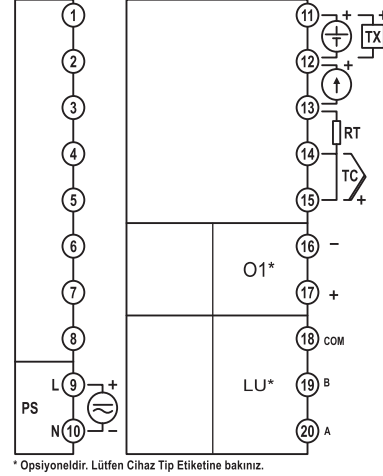 1
2
3
4
5
6
7
8
L 9 +
PS
N 10 −
11 + +
TX
12
+
13
RT
14
TC
15 +
16 −
O1*
17 +
18 COM
LU* 19 B
20 A
* Opsiyoneldir. Lütfen Cihaz Tip Etiketine bakınız.